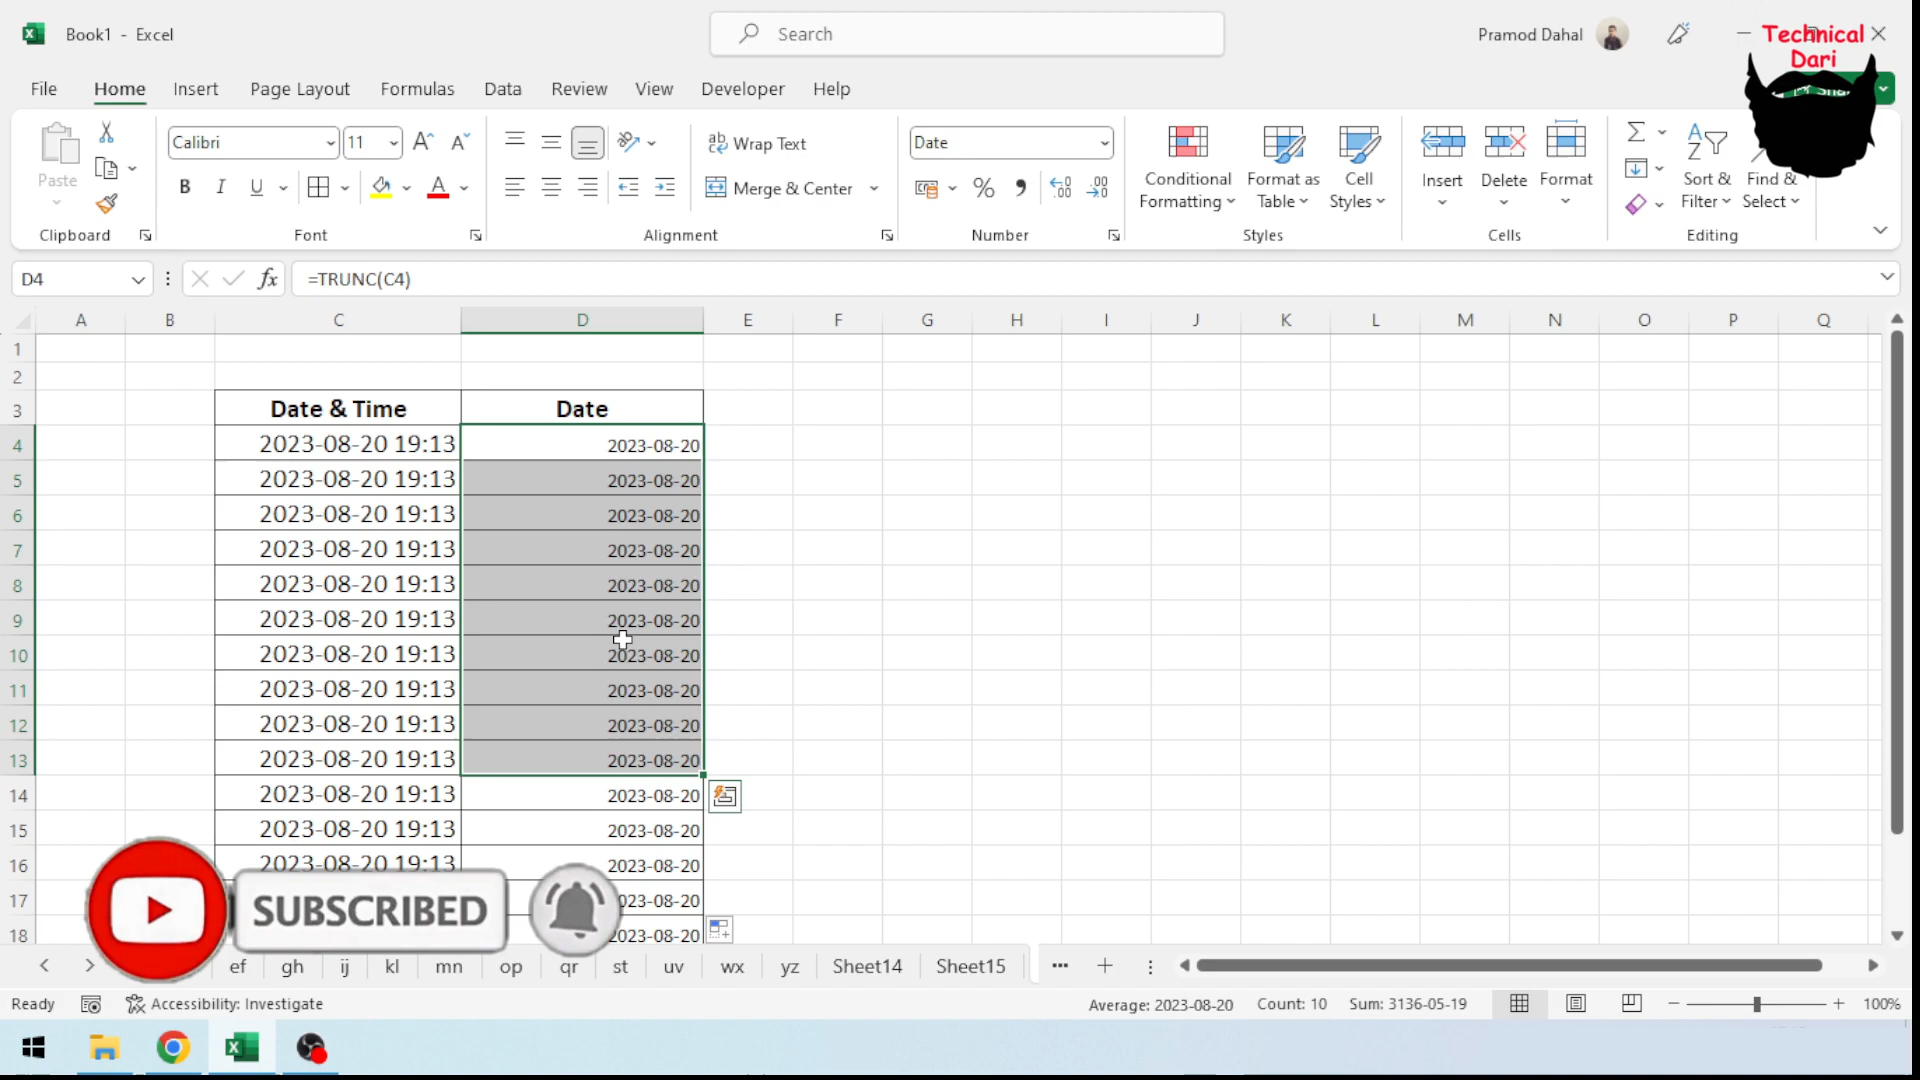 Book1 - Excel
Search
Pramod Dahal
Technical
Dari
File Home Insert Page Layout Formulas Data Review View Developer Help
Paste
Clipboard
Calibri 11
B I U
Font
Wrap Text
Merge & Center
Alignment
Date
Number
Conditional
Formatting
Format as
Table
Cell
Styles
Styles
Insert
Delete
Format
Cells
Sort &
Filter
Find &
Select
Editing
D4 fx =TRUNC(C4)
A B C D E F G H I J K L M N O P Q
1
2
3 Date & Time Date
4 2023-08-20 19:13 2023-08-20
5 2023-08-20 19:13 2023-08-20
6 2023-08-20 19:13 2023-08-20
7 2023-08-20 19:13 2023-08-20
8 2023-08-20 19:13 2023-08-20
9 2023-08-20 19:13 2023-08-20
10 2023-08-20 19:13 2023-08-20
11 2023-08-20 19:13 2023-08-20
12 2023-08-20 19:13 2023-08-20
13 2023-08-20 19:13 2023-08-20
14 2023-08-20 19:13 2023-08-20
15 2023-08-20 19:13 2023-08-20
16 2023-08-20 19:13 2023-08-20
17
18
SUBSCRIBED
ef gh ij kl mn op qr st uv wx yz Sheet14 Sheet15
Ready Accessibility: Investigate Average: 2023-08-20 Count: 10 Sum: 3136-05-19 100%